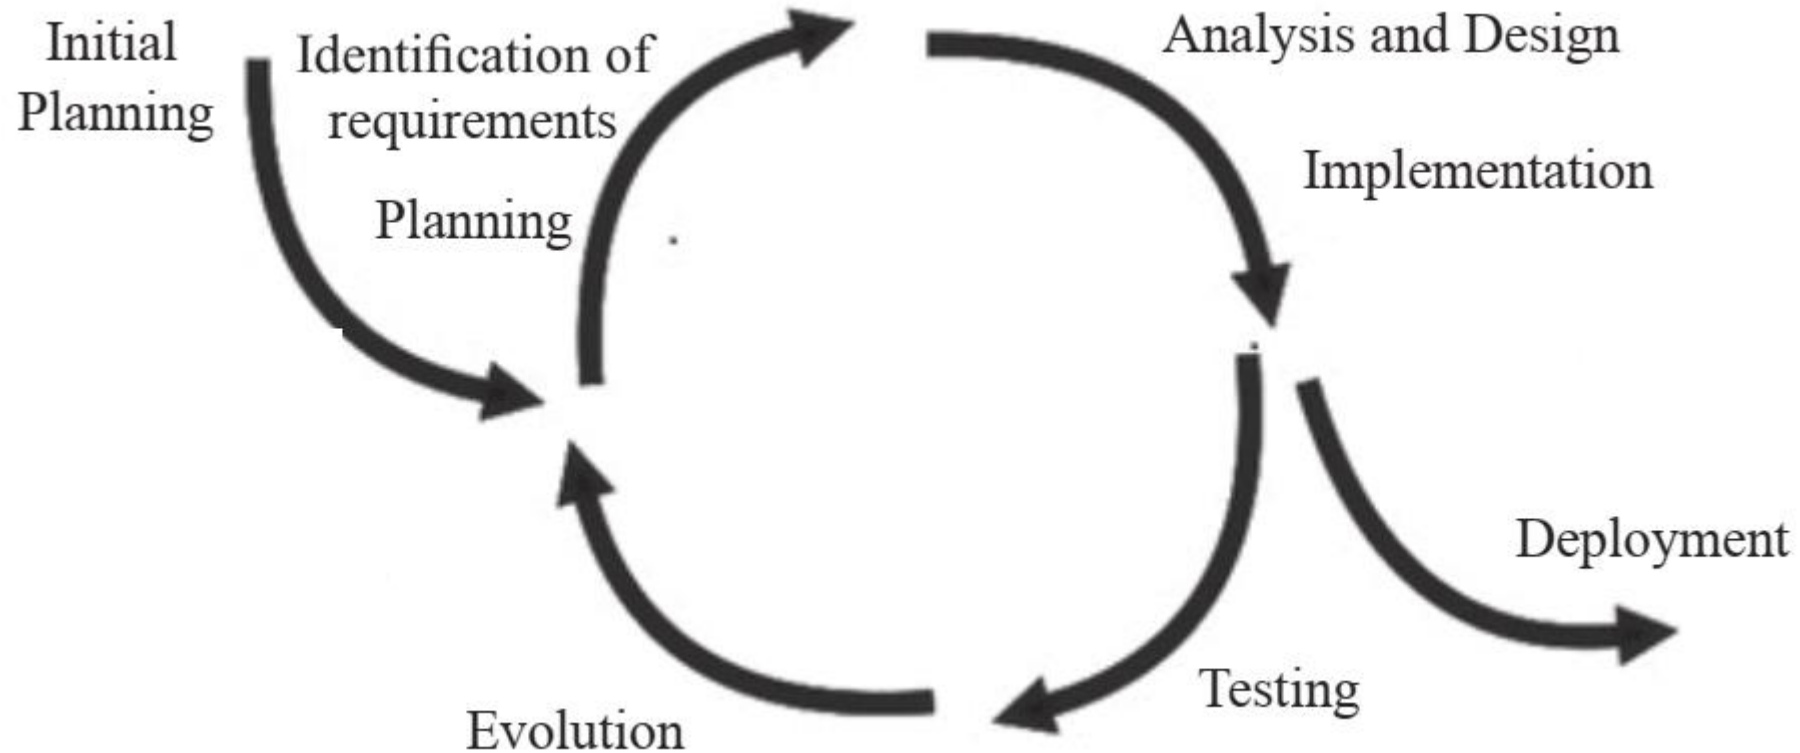 Initial
Planning
Identification of
requirements
Planning
Analysis and Design
Implementation
Deployment
Testing
Evolution